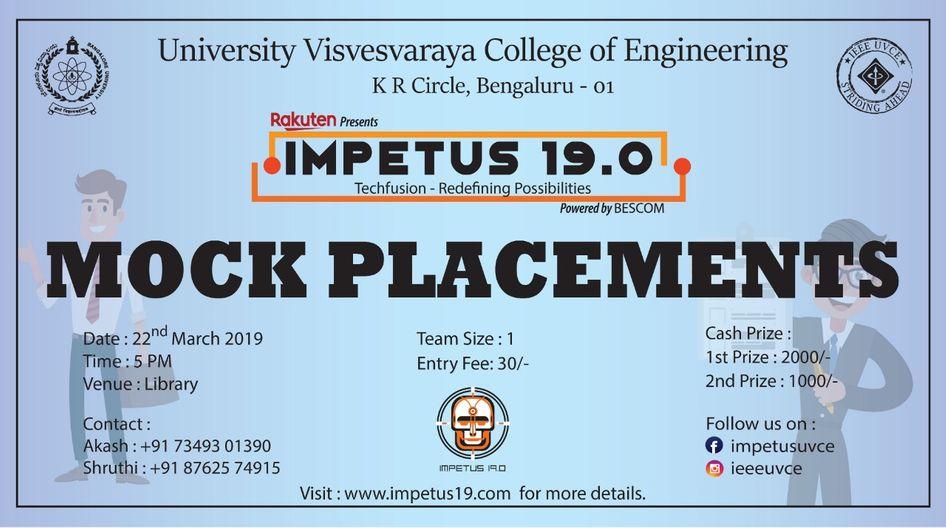 University Visvesvaraya College of Engineering
K R Circle, Bengaluru - 01
BANGALORE UNIVERSITY
IEEE UVCE
STRIDING AHEAD
Rakuten Presents
IMPETUS 19.0
Techfusion - Redefining Possibilities
Powered by BESCOM
MOCK PLACEMENTS
Date : 22nd March 2019
Time : 5 PM
Venue : Library
Contact :
Akash : +91 73493 01390
Shruthi : +91 87625 74915
Team Size : 1
Entry Fee: 30/-
IMPETUS 19.0
Cash Prize :
1st Prize : 2000/-
2nd Prize : 1000/-
Follow us on :
impetusuvce
ieeeuvce
Visit : www.impetus19.com for more details.